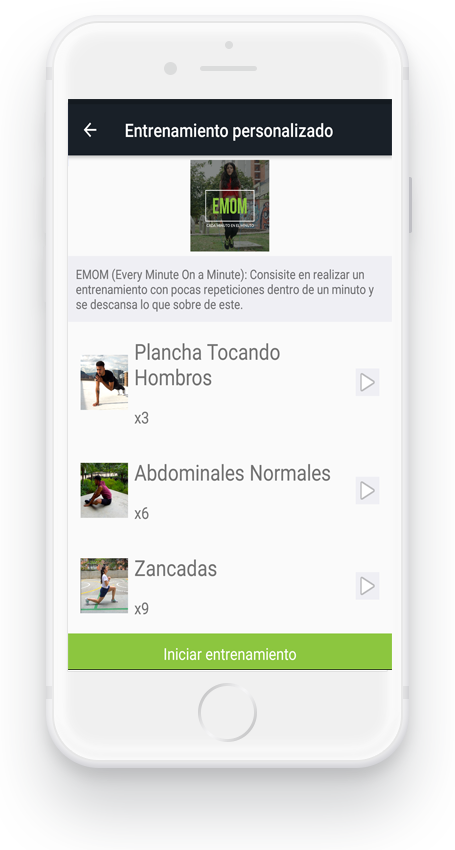 Entrenamiento personalizado
EMOM
CADA MINUTO EN EL MINUTO
EMOM (Every Minute On a Minute): Consisite en realizar un
entrenamiento con pocas repeticiones dentro de un minuto y
se descansa lo que sobre de este.
Plancha Tocando
Hombros
x3
Abdominales Normales
x6
Zancadas
x9
Iniciar entrenamiento